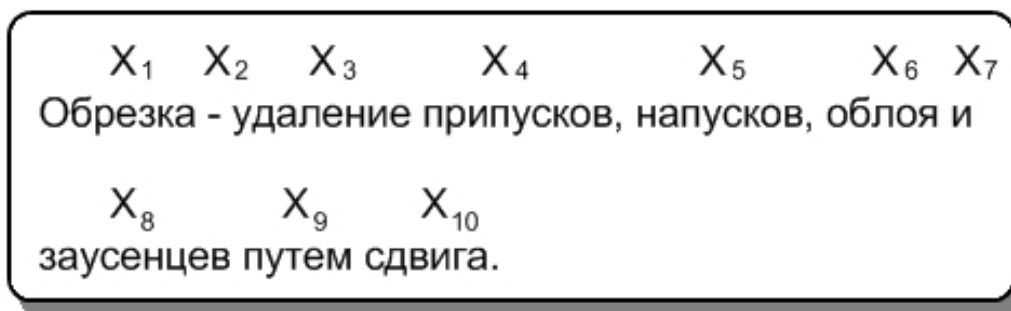 X₁ X₂ X₃ X₄ X₅ X₆ X₇
Обрезка - удаление припусков, напусков, облоя и
X₈ X₉ X₁₀
заусенцев путем сдвига.